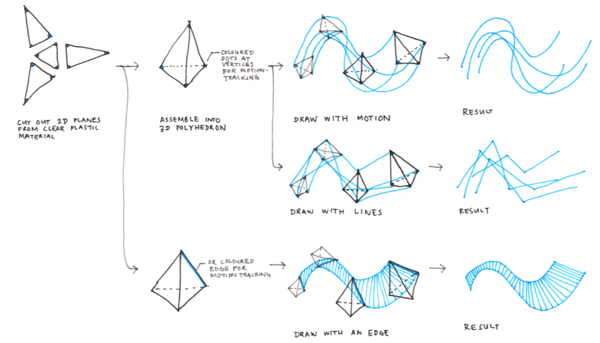 CUT OUT 2D PLANES
FROM CLEAR PLASTIC
MATERIAL
ASSEMBLE INTO
3D POLYHEDRON
COLOURED
DOTS AT
VERTICES
FOR MOTION-
TRACKING
DRAW WITH MOTION
RESULT
DRAW WITH LINES
RESULT
OR COLOURED
EDGE FOR
MOTION TRACKING
DRAW WITH AN EDGE
RESULT